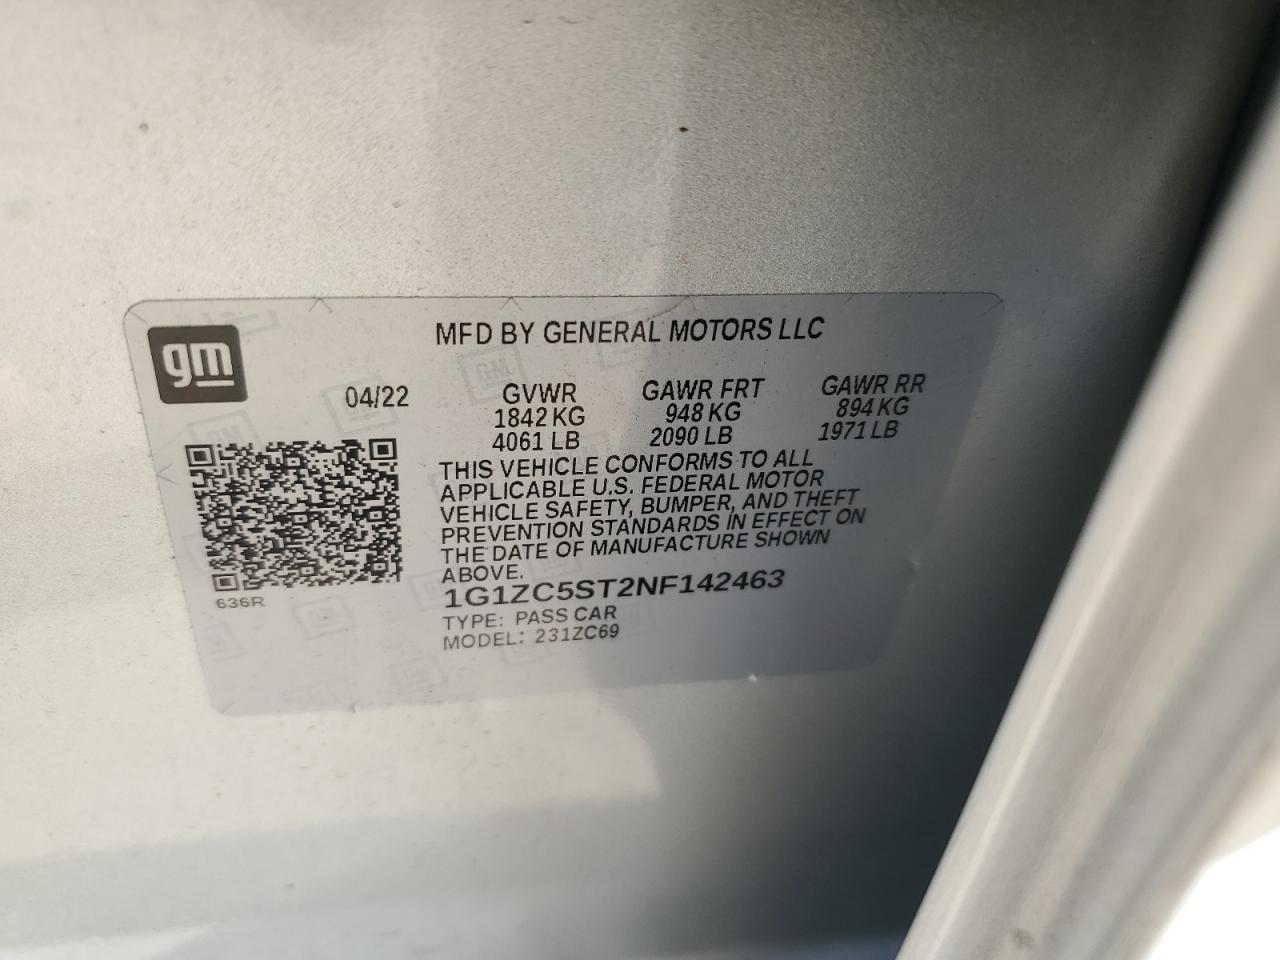 gm
MFD BY GENERAL MOTORS LLC
04/22 GVWR GAWR FRT GAWR RR
1842 KG 948 KG 894 KG
4061 LB 2090 LB 1971 LB
THIS VEHICLE CONFORMS TO ALL
APPLICABLE U.S. FEDERAL MOTOR
VEHICLE SAFETY, BUMPER, AND THEFT
PREVENTION STANDARDS IN EFFECT ON
THE DATE OF MANUFACTURE SHOWN
ABOVE.
1G1ZC5ST2NF142463
636R
TYPE: PASS CAR
MODEL: 231ZC69